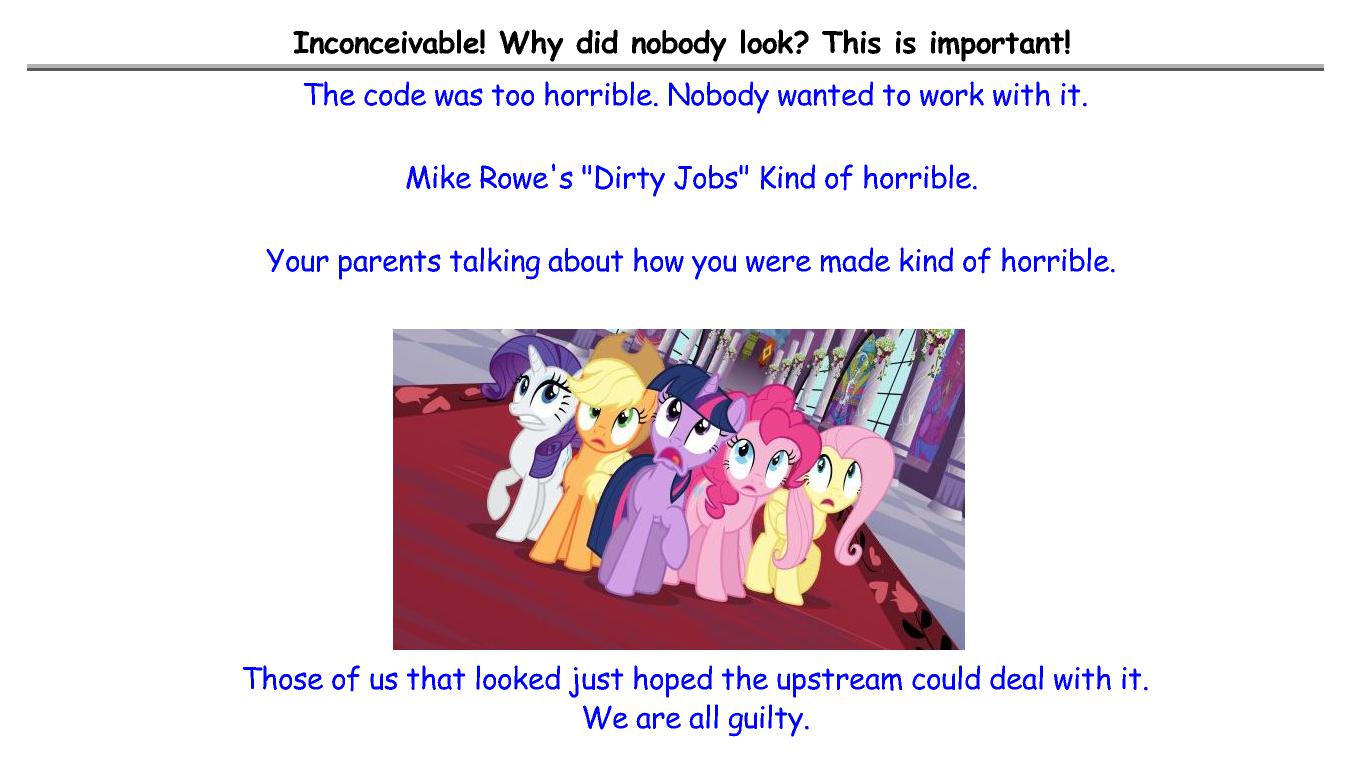 Inconceivable! Why did nobody look? This is important!
The code was too horrible. Nobody wanted to work with it.
Mike Rowe's "Dirty Jobs" Kind of horrible.
Your parents talking about how you were made kind of horrible.
Those of us that looked just hoped the upstream could deal with it.
We are all guilty.